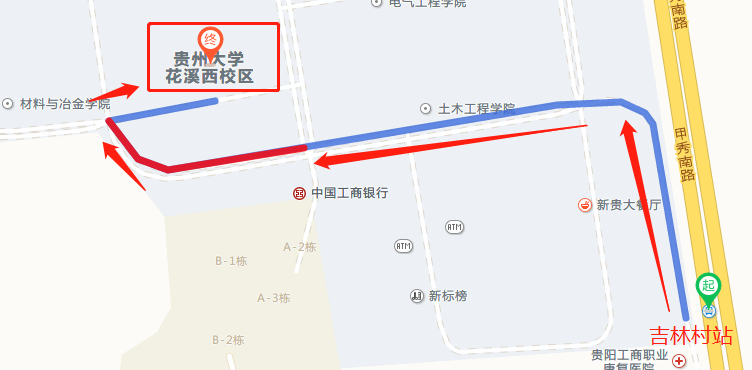 电气工程学院
秀南路
终
贵州大学
花溪西校区
材料与冶金学院
土木工程学院
甲秀南路
中国工商银行
新贵大餐厅
A-2栋
B-1栋
ATM
ATM
起
A-3栋
新标榜
吉林村站
B-2栋
贵阳工商职业
康复医院